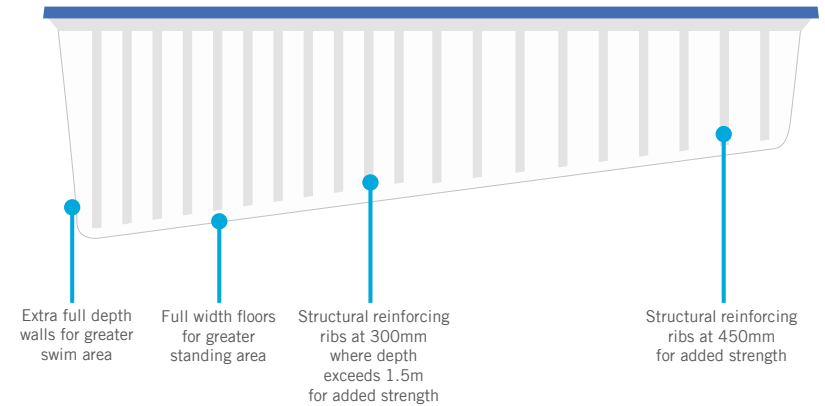 Extra full depth
walls for greater
swim area
Full width floors
for greater
standing area
Structural reinforcing
ribs at 300mm
where depth
exceeds 1.5m
for added strength
Structural reinforcing
ribs at 450mm
for added strength